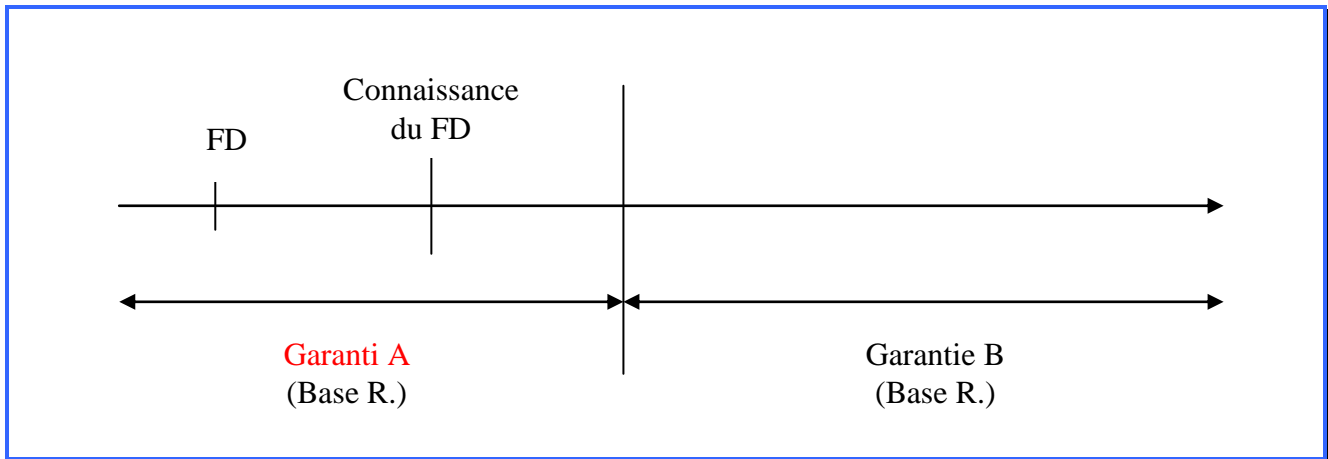 Connaissance
du FD
FD
Garanti A
(Base R.)
Garantie B
(Base R.)